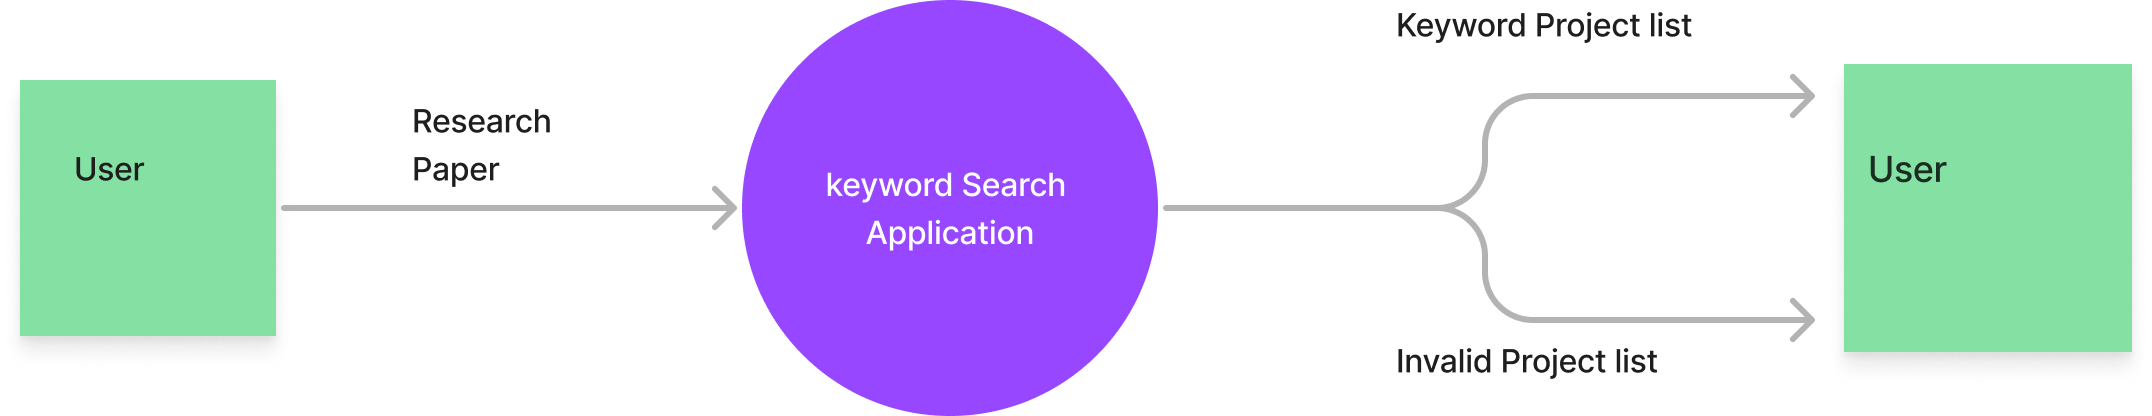 User
Research
Paper
keyword Search
Application
Keyword Project list
Invalid Project list
User